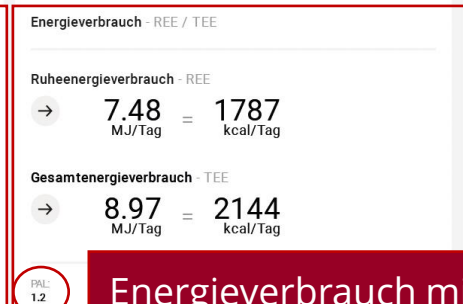 Energieverbrauch - REE / TEE
Ruheenergieverbrauch - REE
→ 7.48 = 1787
MJ/Tag kcal/Tag
Gesamtenergieverbrauch - TEE
→ 8.97 = 2144
MJ/Tag kcal/Tag
PAL:
1.2
Energieverbrauch m